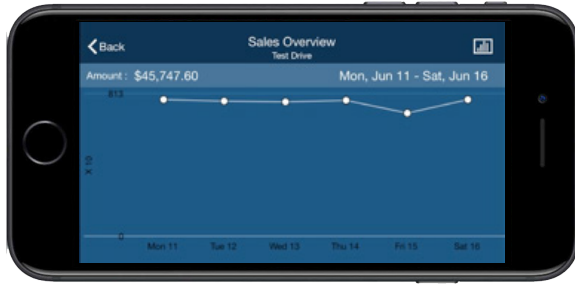 Back
Sales Overview
Test Drive
Amount : $45,747.60
Mon, Jun 11 - Sat, Jun 16
813
X 10
0
Mon 11 Tue 12 Wed 13 Thu 14 Fri 15 Sat 16